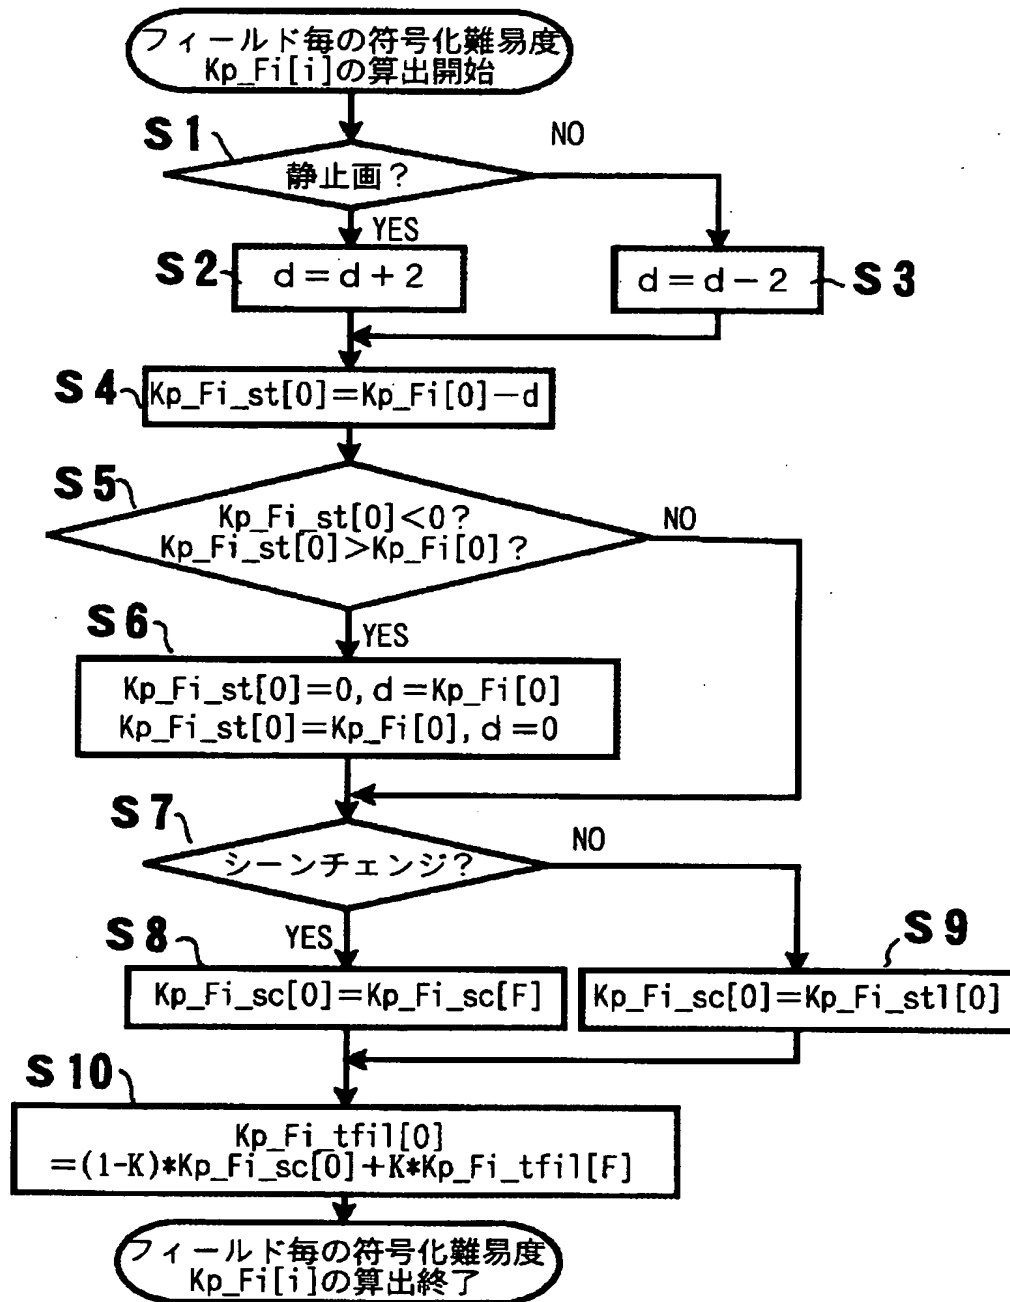 フィールド毎の符号化難易度
Kp_Fi[i]の算出開始
S1
NO
静止画?
YES
S2
d=d+2
d=d-2
S3
S4
Kp_Fi_st[0]=Kp_Fi[0]-d
S5
Kp_Fi_st[0]<0?
Kp_Fi_st[0]>Kp_Fi[0]?
NO
S6
YES
Kp_Fi_st[0]=0,d=Kp_Fi[0]
Kp_Fi_st[0]=Kp_Fi[0],d=0
S7
シーンチェンジ?
NO
S8
YES
S9
Kp_Fi_sc[0]=Kp_Fi_sc[F]
Kp_Fi_sc[0]=Kp_Fi_stl[0]
S10
Kp_Fi_tfil[0]
=(1-K)*Kp_Fi_sc[0]+K*Kp_Fi_tfil[F]
フィールド毎の符号化難易度
Kp_Fi[i]の算出終了